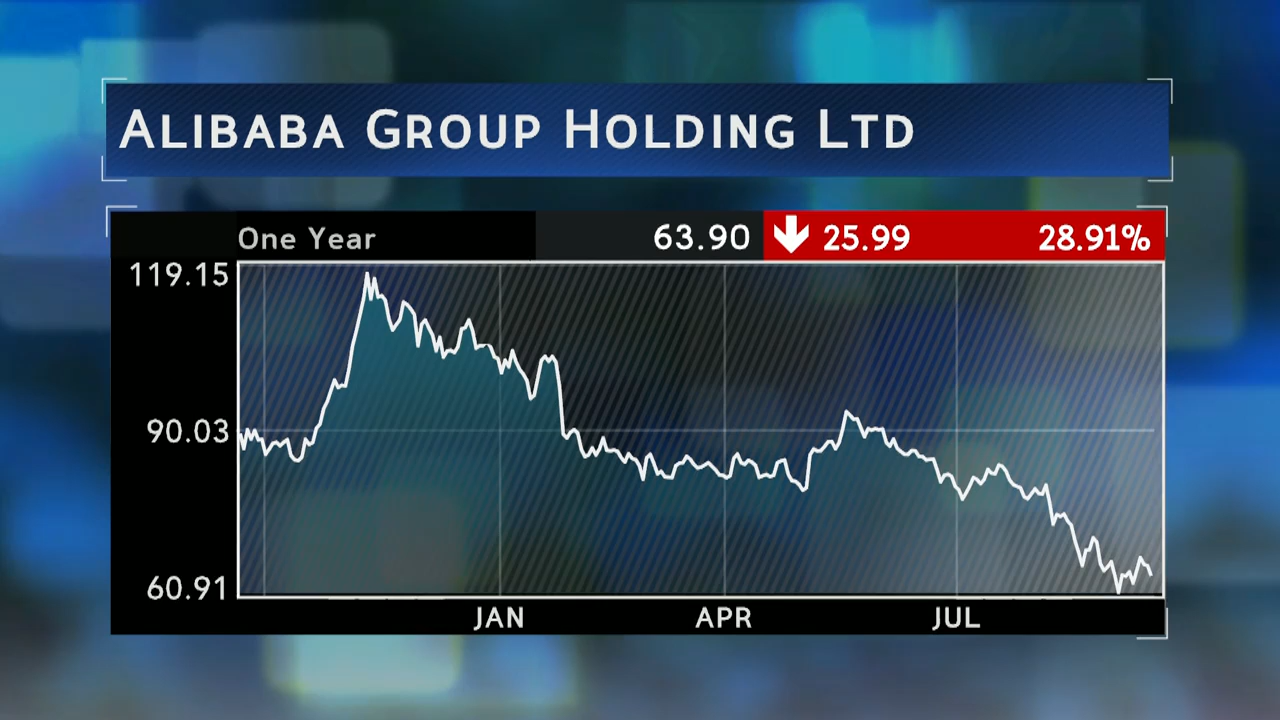 Alibaba Group Holding Ltd
One Year 63.90 25.99 28.91%
119.15
90.03
60.91
JAN APR JUL